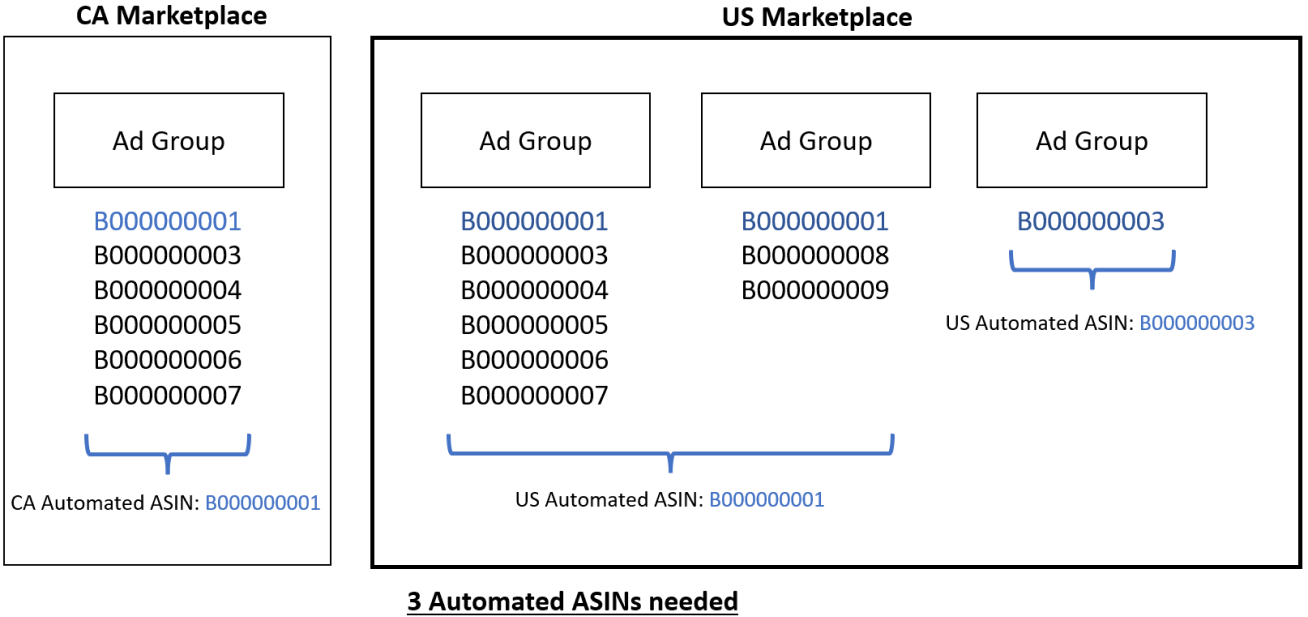 CA Marketplace
Ad Group
B000000001
B000000003
B000000004
B000000005
B000000006
B000000007
CA Automated ASIN: B000000001
US Marketplace
Ad Group
B000000001
B000000003
B000000004
B000000005
B000000006
B000000007
Ad Group
B000000001
B000000008
B000000009
US Automated ASIN: B000000001
Ad Group
B000000003
US Automated ASIN: B000000003
3 Automated ASINs needed